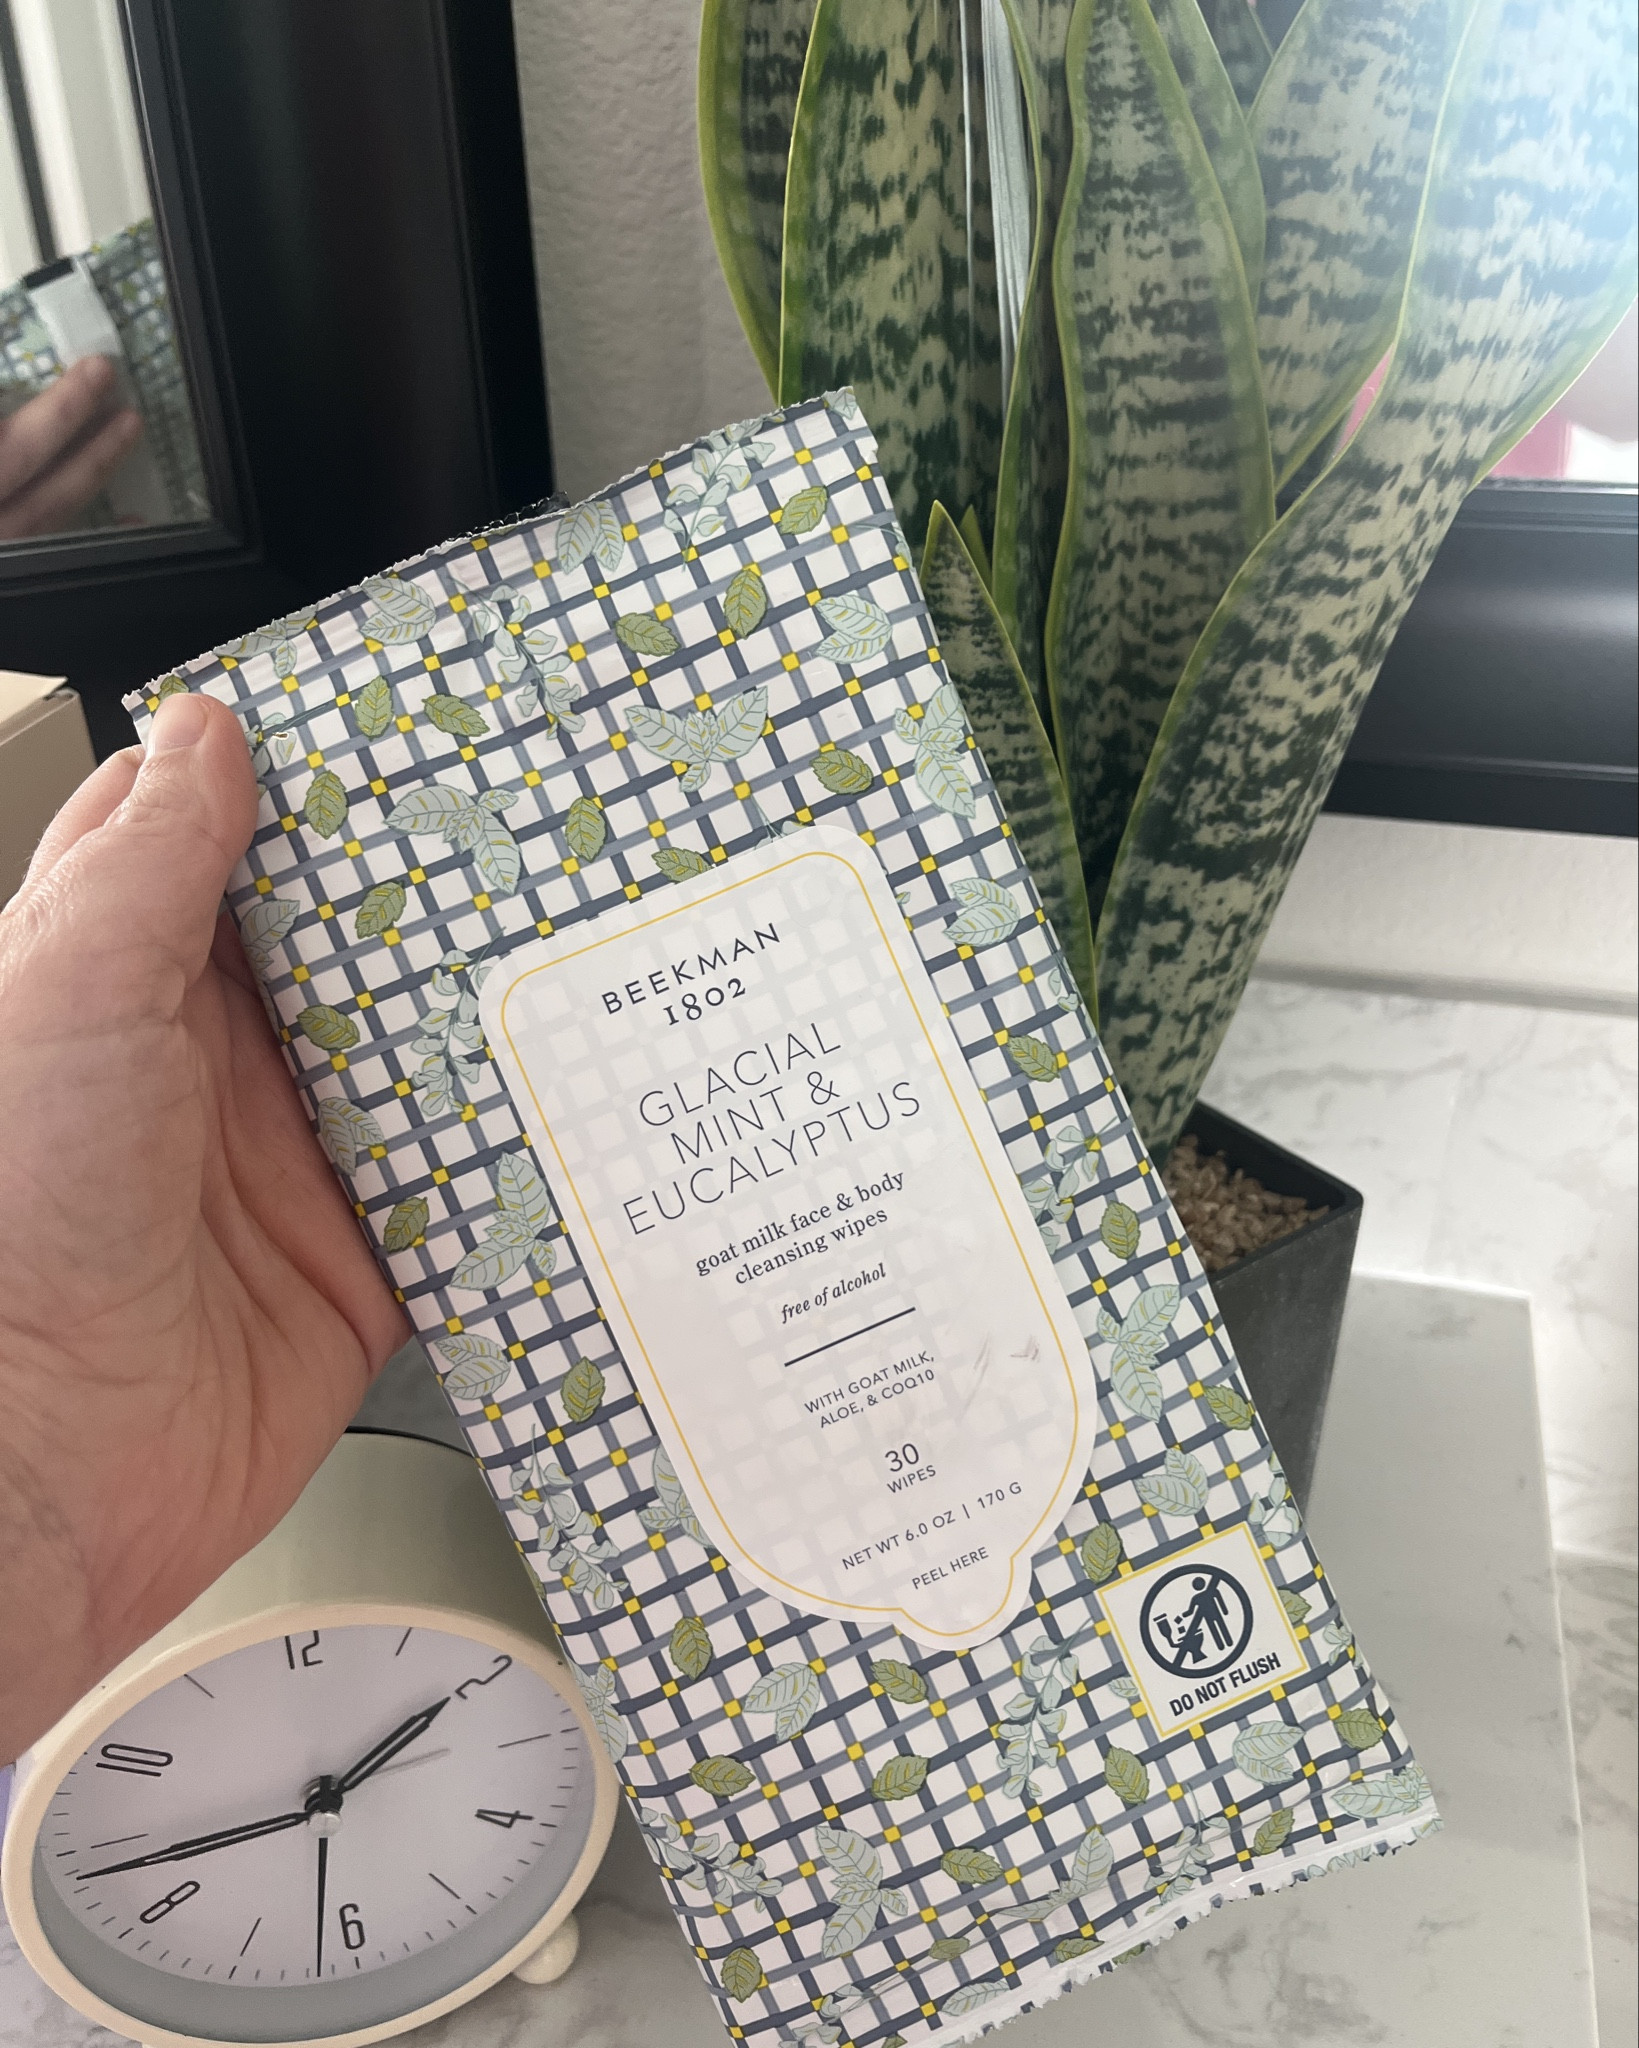 BEEKMAN
1802
GLACIAL
MINT &
EUCALYPTUS
goat milk face & body
cleansing wipes
free of alcohol
WITH GOAT MILK,
ALOE, & COQ10
30
WIPES
NET WT 6.0 OZ | 170 G
PEEL HERE
DO NOT FLUSH
12
2
4
6
8
10